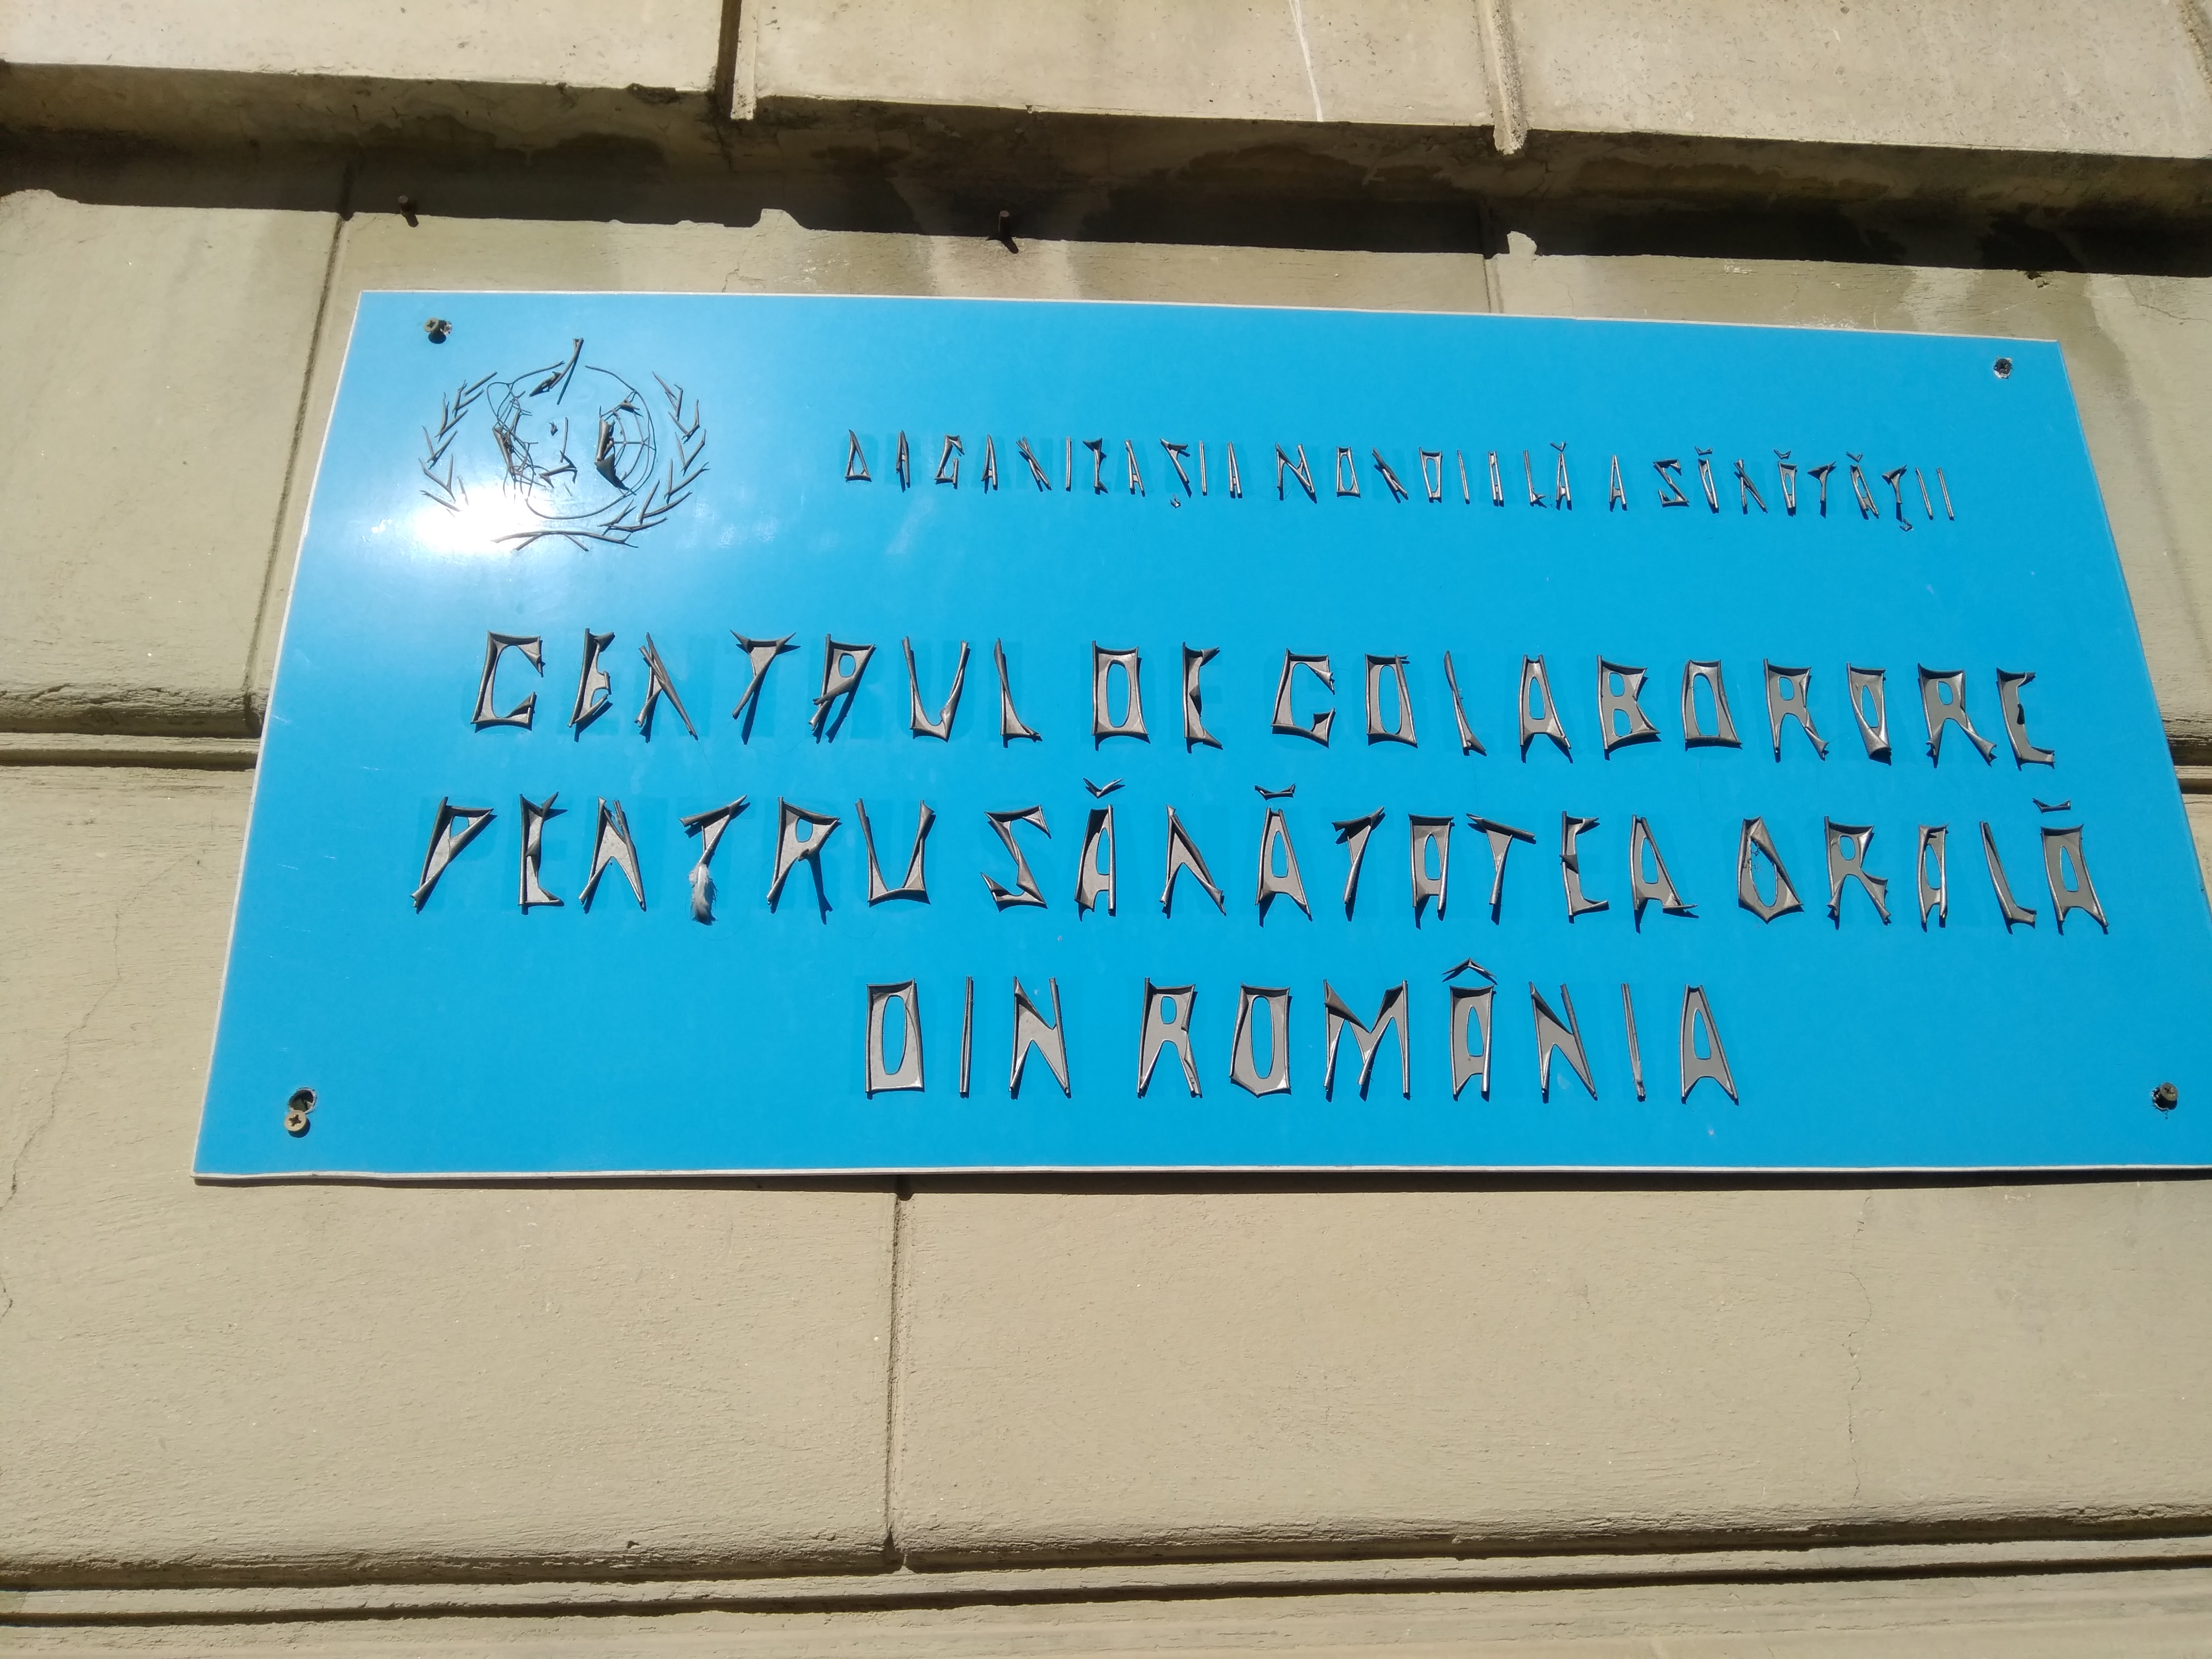 ORGANIZAȚIA MONDIALĂ A SĂNĂTĂȚII
CENTRUL DE COLABORARE
PENTRU SĂNĂTATEA ORALĂ
DIN ROMÂNIA